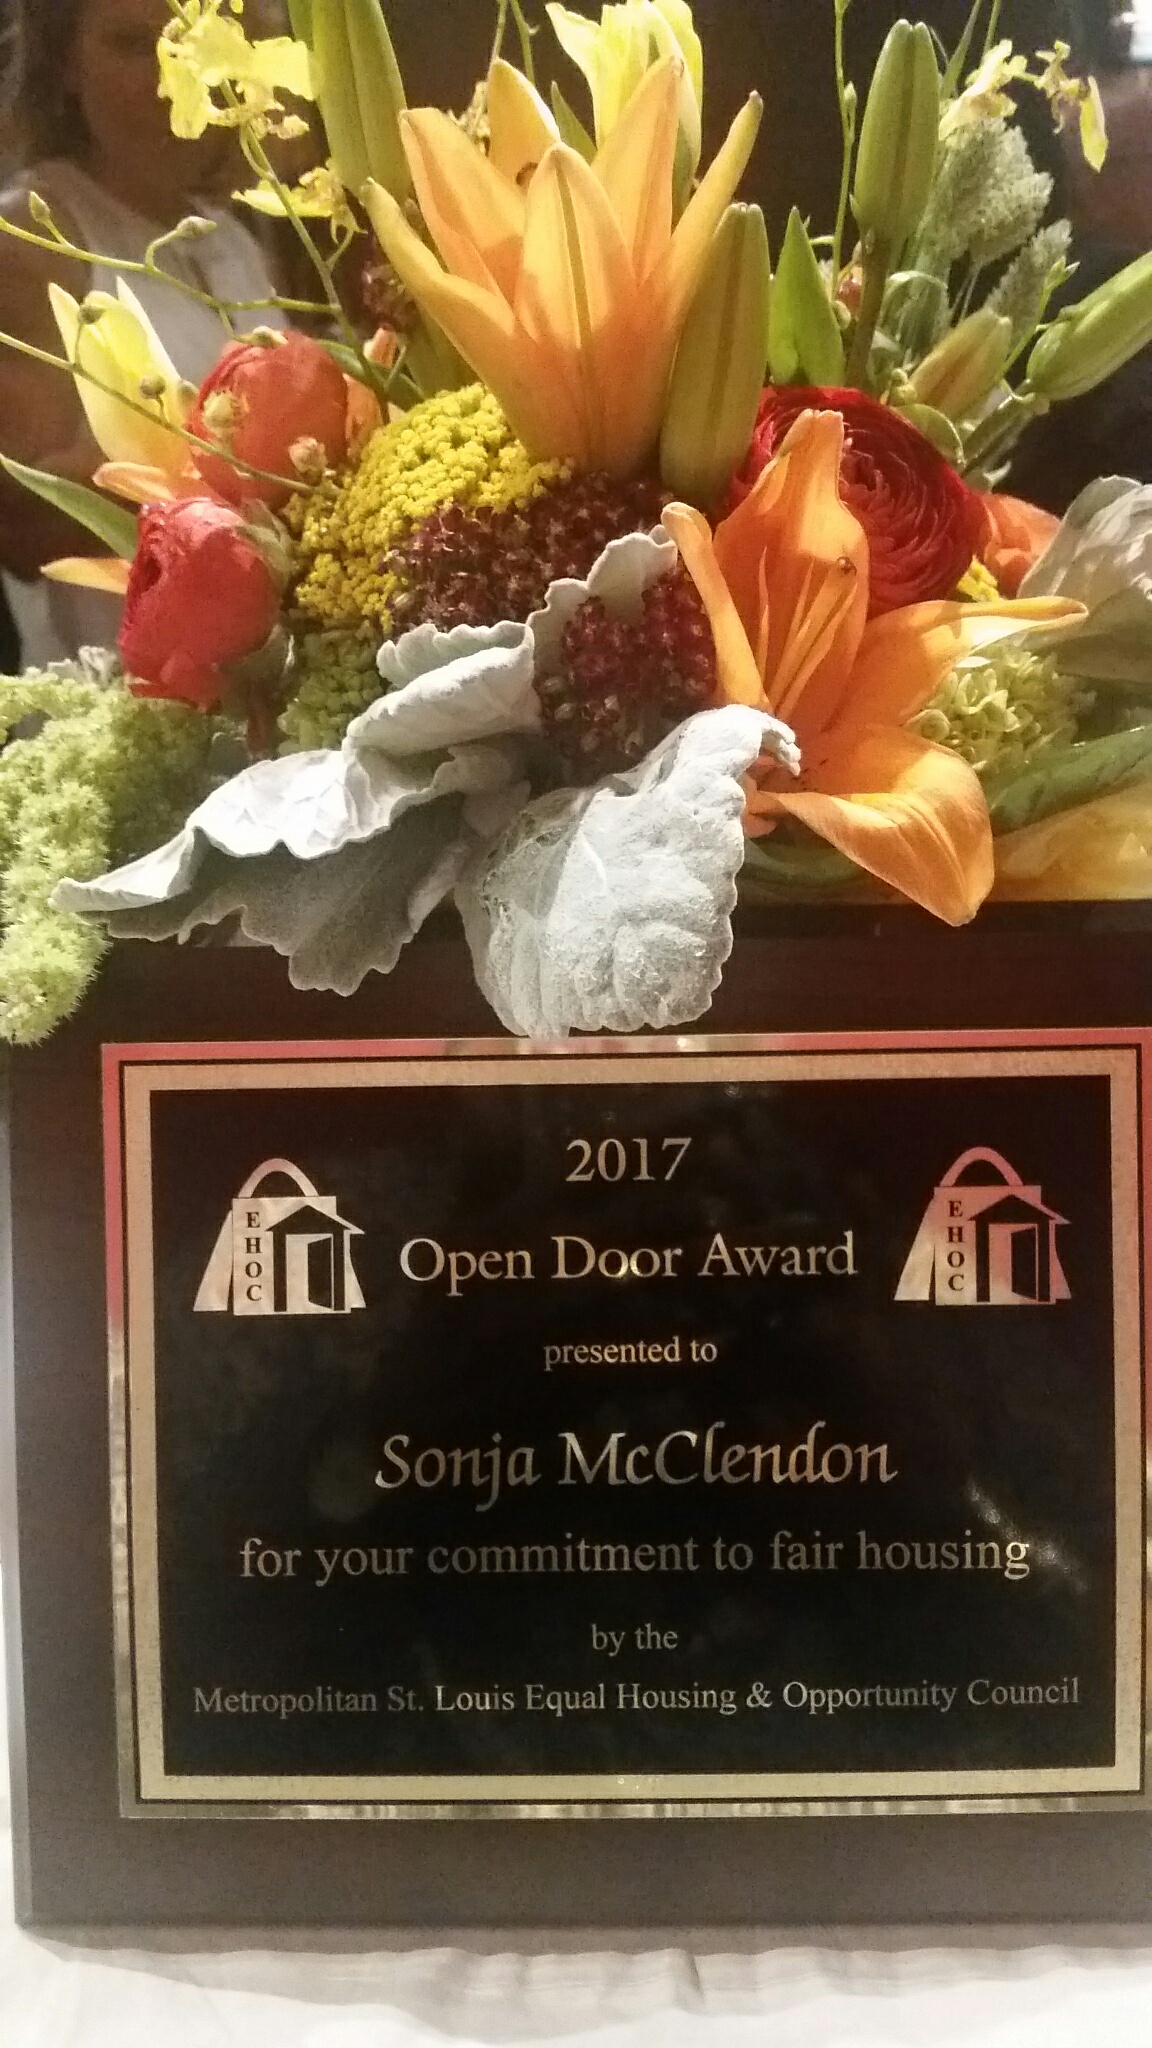 2017
EHOC
Open Door Award
EHOC
presented to
Sonja McClendon
for your commitment to fair housing
by the
Metropolitan St. Louis Equal Housing & Opportunity Council